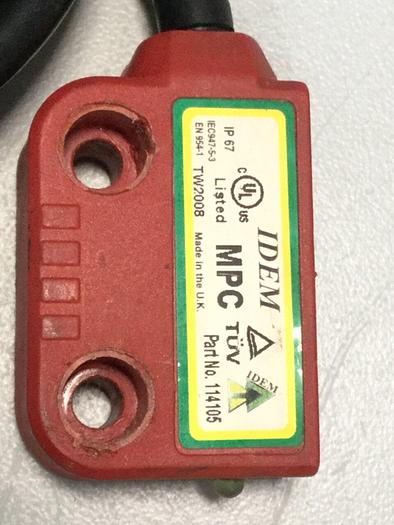 IDEM
C UL US
Listed
MPC
TÜV
IP 67
IEC947-5-3
EN 954-1
TW2008
Made in the U.K.
Part No. 114105
IDEM